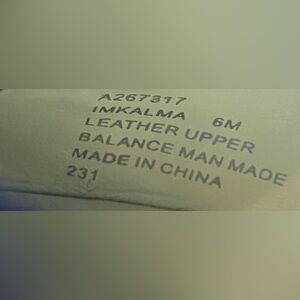 A267317
IMKALMA 6M
LEATHER UPPER
BALANCE MAN MADE
MADE IN CHINA
231